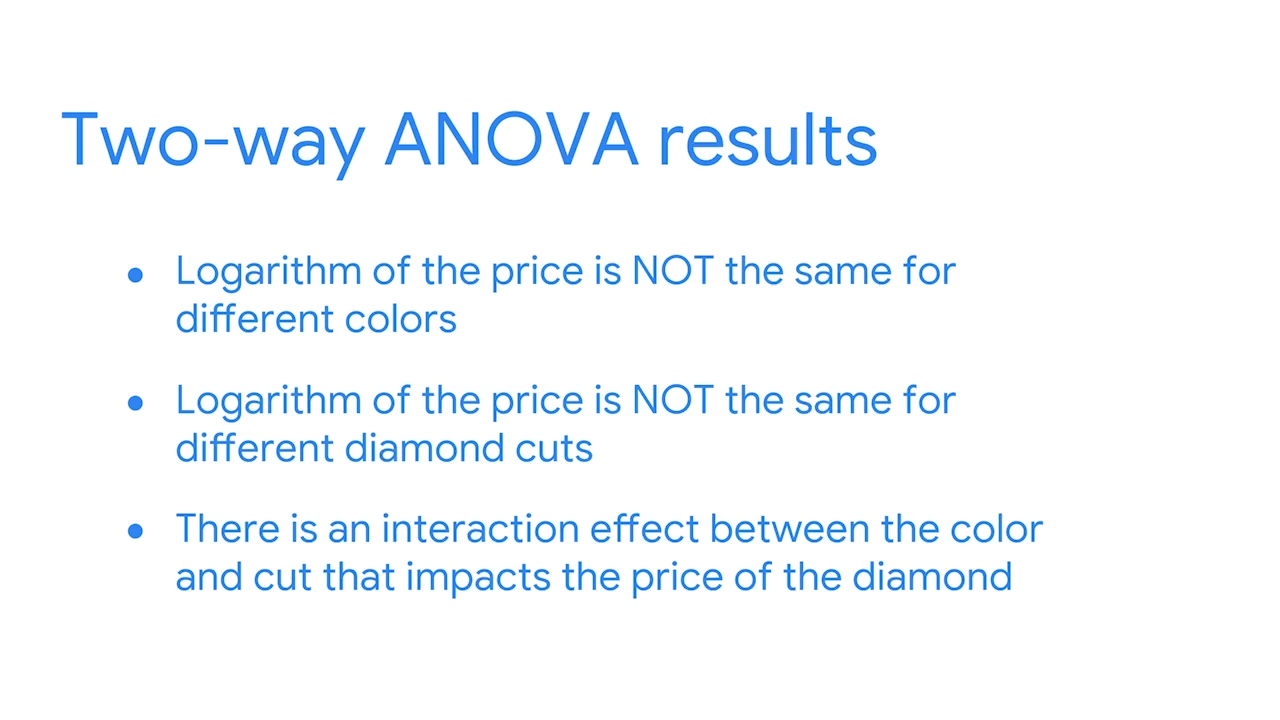 Two-way ANOVA results
● Logarithm of the price is NOT the same for
different colors
● Logarithm of the price is NOT the same for
different diamond cuts
● There is an interaction effect between the color
and cut that impacts the price of the diamond